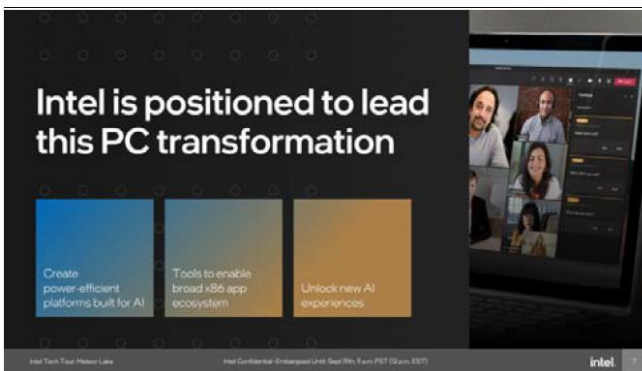 Intel is positioned to lead
this PC transformation
Create
power-efficient
platforms built for AI
Tools to enable
broad x86 app
ecosystem
Unlock new AI
experiences
Intel Tech Tour: Meteor Lake
Intel Confidential - Embargoed Until Sept 19th, 9 a.m. PST (12 a.m. EST)
intel.
7